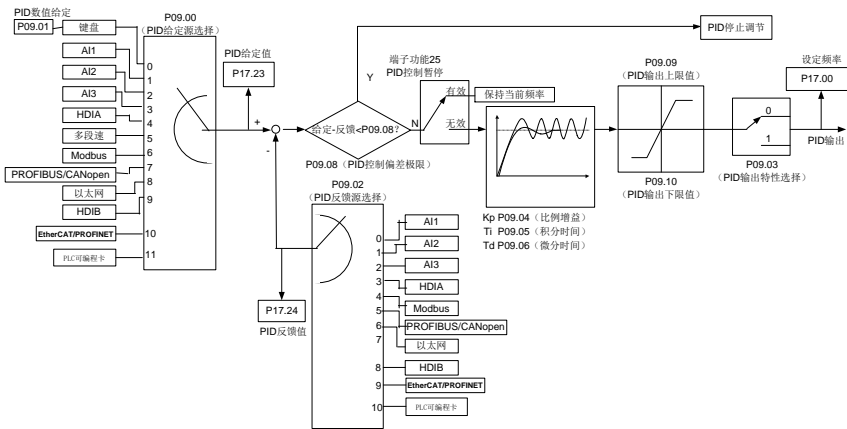 PID数值给定
P09.01
键盘
AI1
AI2
AI3
HDIA
多段速
Modbus
PROFIBUS/CANopen
以太网
HDIB
EtherCAT/PROFINET
PLC可编程卡
P09.00
(PID给定源选择)
0
1
2
3
4
5
6
7
8
9
10
11
PID给定值
P17.23
+
-
给定-反馈<P09.08?
Y
N
P09.08（PID控制偏差极限）
PID停止调节
端子功能25
PID控制暂停
有效
无效
保持当前频率
Kp P09.04（比例增益）
Ti P09.05（积分时间）
Td P09.06（微分时间）
P09.09
(PID输出上限值)
P09.10
(PID输出下限值)
0
1
P09.03
(PID输出特性选择)
设定频率
P17.00
PID输出
P09.02
(PID反馈源选择)
P17.24
PID反馈值
0
1
2
3
4
5
6
7
8
9
10
AI1
AI2
AI3
HDIA
Modbus
PROFIBUS/CANopen
以太网
HDIB
EtherCAT/PROFINET
PLC可编程卡